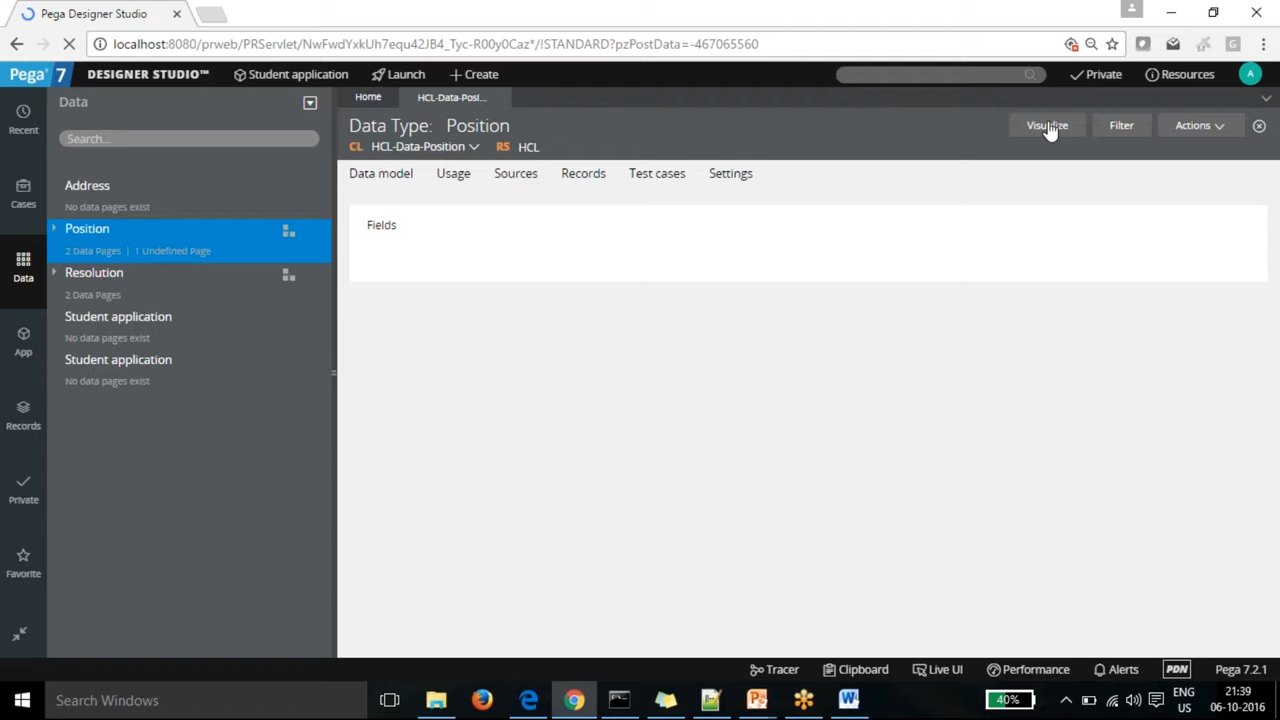 Pega Designer Studio
localhost:8080/prweb/PRServlet/NwFwdYxkUh7equ42JB4_Tyc-R00y0Caz*/!STANDARD?pzPostData=-467065560
Pega 7 DESIGNER STUDIO™ Student application Launch Create Private Resources A
Data
Home HCL-Data-Posi...
Recent
Search...
Data Type: Position
Visualize Filter Actions
CL HCL-Data-Position RS HCL
Data model Usage Sources Records Test cases Settings
Cases
Address
No data pages exist
Position
2 Data Pages | 1 Undefined Page
Fields
Data
Resolution
2 Data Pages
Student application
No data pages exist
App
Student application
No data pages exist
Records
Private
Favorite
Tracer Clipboard Live UI Performance Alerts PDN Pega 7.2.1
Search Windows
40%
ENG 21:39
US 06-10-2016